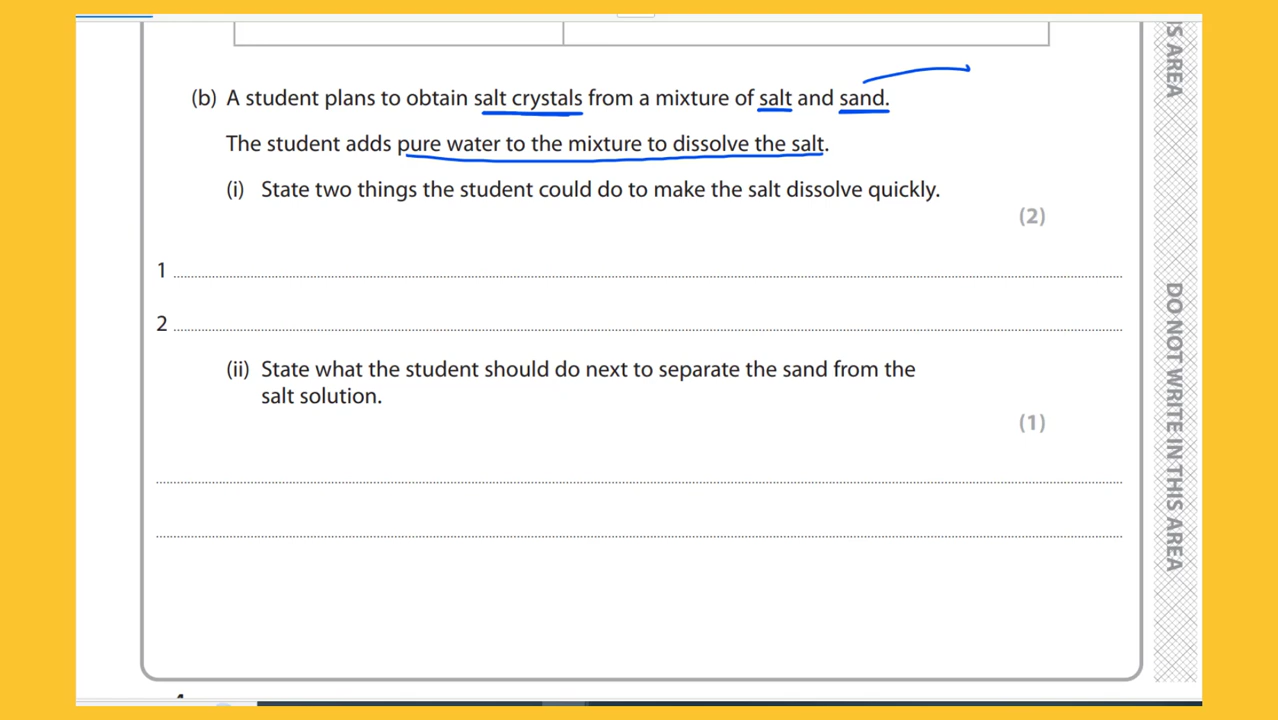 (b) A student plans to obtain salt crystals from a mixture of salt and sand.
The student adds pure water to the mixture to dissolve the salt.
(i) State two things the student could do to make the salt dissolve quickly.
(2)
1
2
(ii) State what the student should do next to separate the sand from the
salt solution.
(1)
S AREA
DO NOT WRITE IN THIS AREA